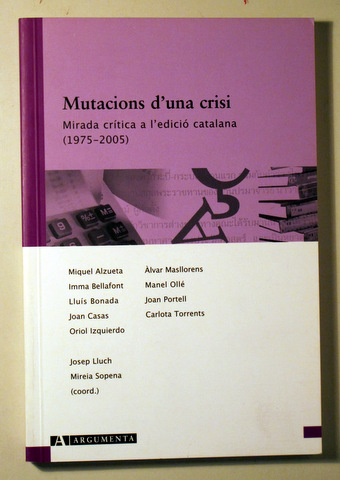 Mutacions d'una crisi
Mirada crítica a l'edició catalana
(1975-2005)
Miquel Alzueta
Imma Bellafont
Lluís Bonada
Joan Casas
Oriol Izquierdo
Àlvar Masllorens
Manel Ollé
Joan Portell
Carlota Torrents
Josep Lluch
Mireia Sopena
(coord.)
A ARGUMENTA